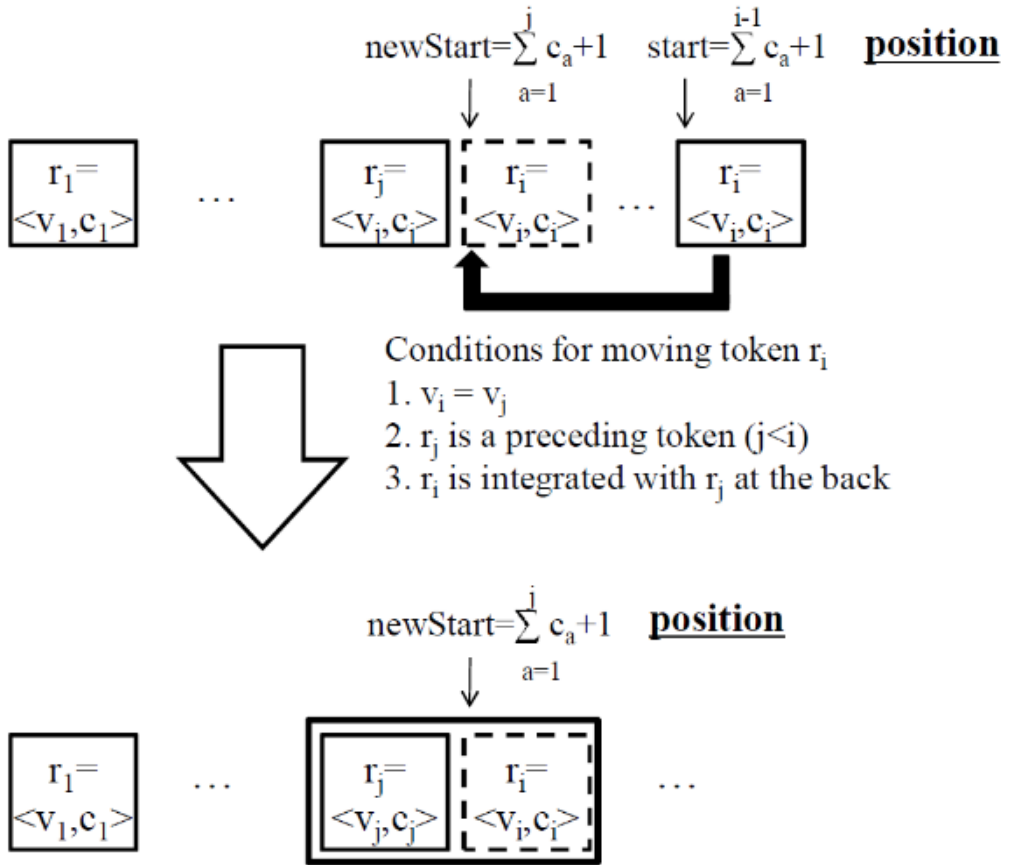 newStart=∑ c_a+1 start=∑ c_a+1 position
j i-1
a=1 a=1
r_1= ... r_j= r_i= ... r_i=
<v_1,c_1> <v_j,c_j> <v_i,c_i> <v_i,c_i>
Conditions for moving token r_i
1. v_i = v_j
2. r_j is a preceding token (j<i)
3. r_i is integrated with r_j at the back
newStart=∑ c_a+1 position
j
a=1
r_1= ... r_j= r_i= ...
<v_1,c_1> <v_j,c_j> <v_i,c_i>